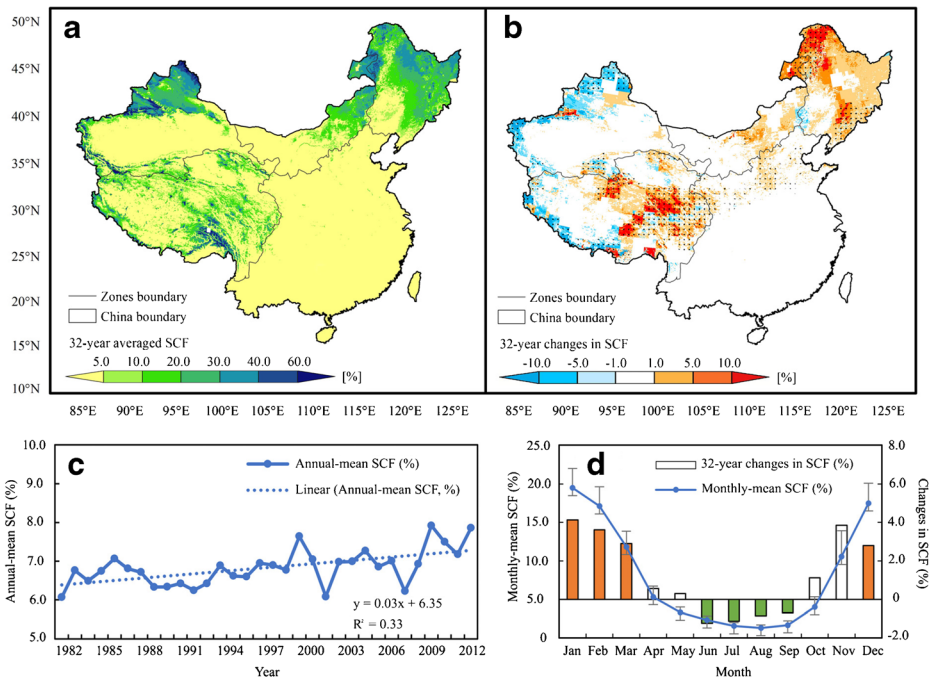 a
b
50°N
45°N
40°N
35°N
30°N
25°N
20°N
15°N
10°N
Zones boundary
China boundary
32-year averaged SCF
5.0 10.0 20.0 30.0 40.0 60.0
[%]
Zones boundary
China boundary
32-year changes in SCF
-10.0 -5.0 -1.0 1.0 5.0 10.0
[%]
85°E 90°E 95°E 100°E 105°E 110°E 115°E 120°E 125°E
85°E 90°E 95°E 100°E 105°E 110°E 115°E 120°E 125°E
c
Annual-mean SCF (%)
10.0
9.0
8.0
7.0
6.0
5.0
Annual-mean SCF (%)
Linear (Annual-mean SCF, %)
y = 0.03x + 6.35
R² = 0.33
1982 1985 1988 1991 1994 1997 2000 2003 2006 2009 2012
Year
d
Monthly-mean SCF (%)
25.0
20.0
15.0
10.0
5.0
0
32-year changes in SCF (%)
Monthly-mean SCF (%)
8.0
6.0
4.0
2.0
0
-2.0
Changes in SCF (%)
Jan Feb Mar Apr May Jun Jul Aug Sep Oct Nov Dec
Month